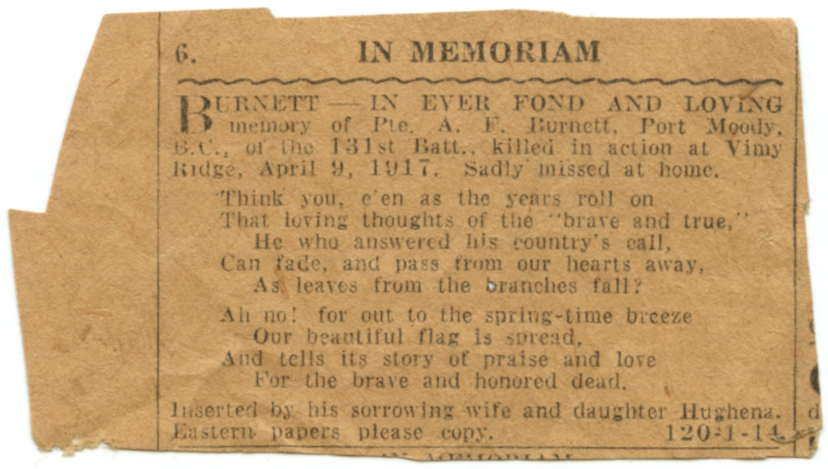 6. IN MEMORIAM
BURNETT — IN EVER FOND AND LOVING
memory of Pte. A. F. Burnett, Port Moody,
B.C., of the 131st Batt., killed in action at Vimy
Ridge, April 9, 1917. Sadly missed at home.
Think you, e'en as the years roll on
That loving thoughts of the "brave and true,"
He who answered his country's call,
Can fade, and pass from our hearts away,
As leaves from the branches fall?
Ah no! for out to the spring-time breeze
Our beautiful flag is spread,
And tells its story of praise and love
For the brave and honored dead.
Inserted by his sorrowing wife and daughter Hughena.
Eastern papers please copy. 120-1-14
IN MEMORIAM